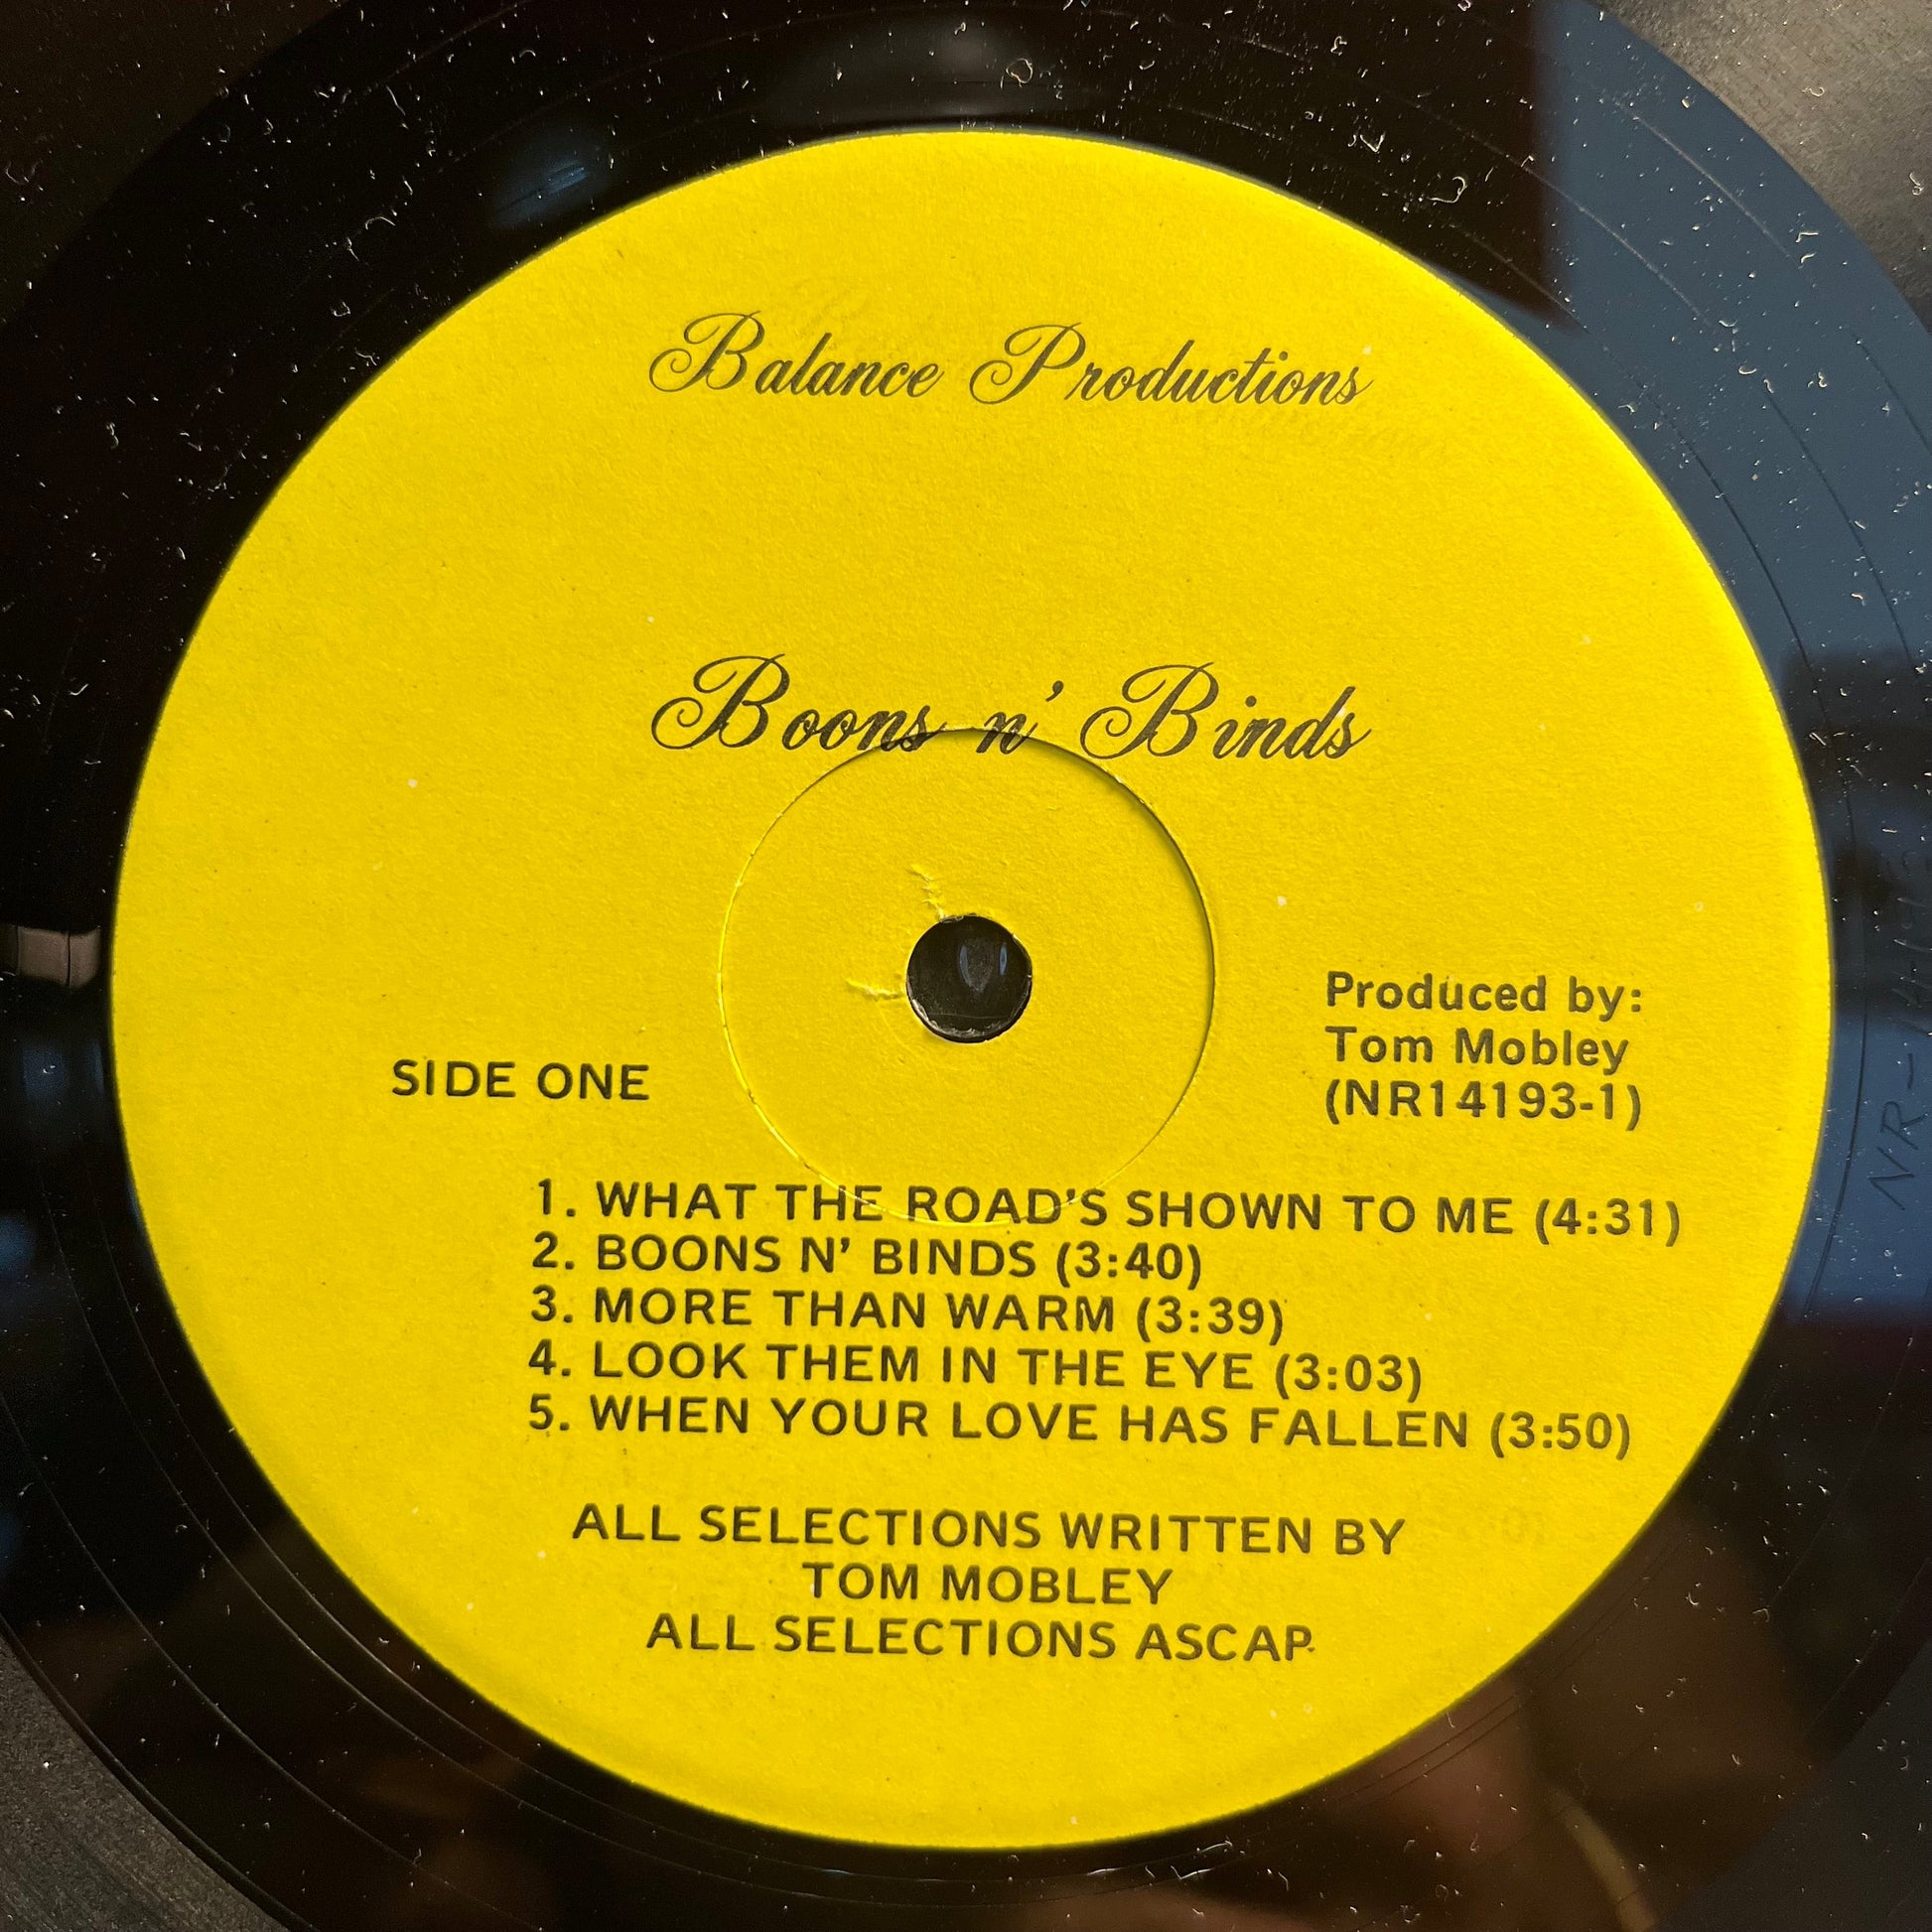 Balance Productions
Boons n' Binds
Produced by:
Tom Mobley
(NR14193-1)
SIDE ONE
1. WHAT THE ROAD'S SHOWN TO ME (4:31)
2. BOONS N' BINDS (3:40)
3. MORE THAN WARM (3:39)
4. LOOK THEM IN THE EYE (3:03)
5. WHEN YOUR LOVE HAS FALLEN (3:50)
ALL SELECTIONS WRITTEN BY
TOM MOBLEY
ALL SELECTIONS ASCAP.